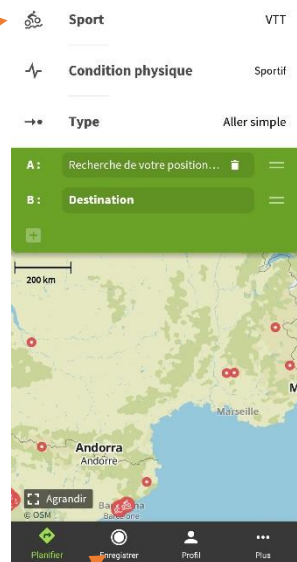 Sport VTT
Condition physique Sportif
Type Aller simple
A : Recherche de votre position...
B : Destination
200 km
Marseille
Andorra
Andorre
Agrandir
© OSM
Barcelone
Planifier Enregistrer Profil Plus